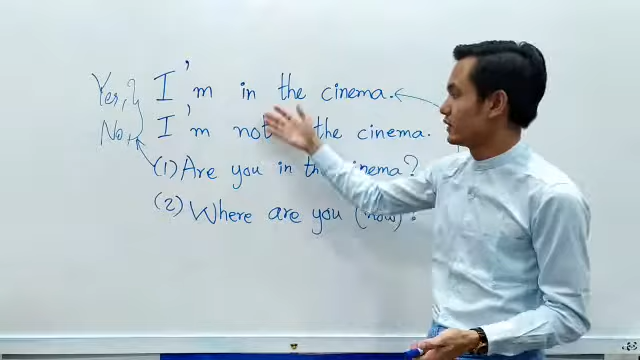 Yes, } I'm in the cinema.
No, I'm not the cinema.
(1) Are you in the cinema?
(2) Where are you (now)?